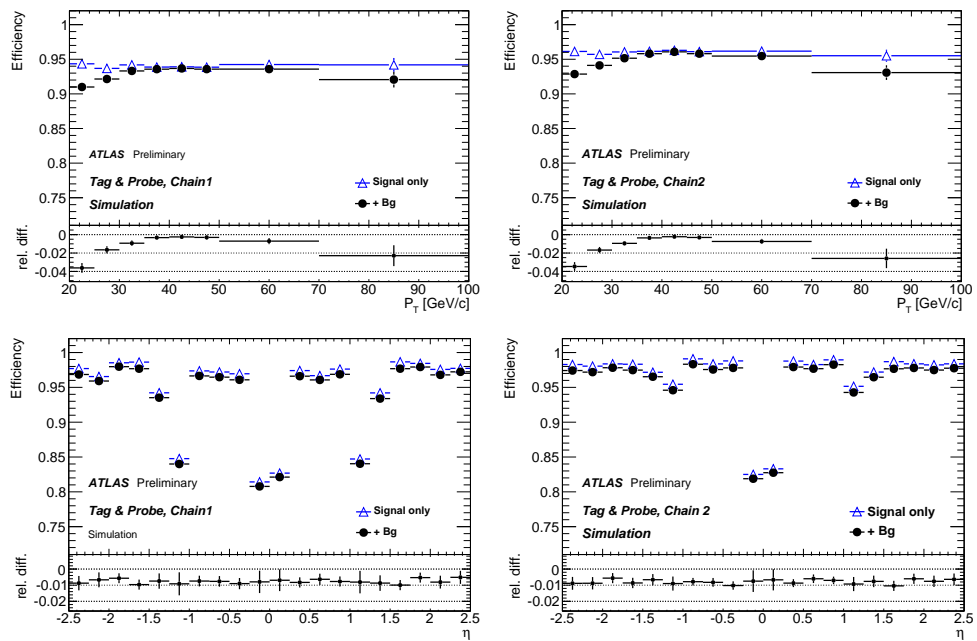 Efficiency
1
0.95
0.9
0.85
0.8
0.75
ATLAS Preliminary
Tag & Probe, Chain1
Simulation
Signal only
+ Bg
rel. diff.
0
-0.02
-0.04
20 30 40 50 60 70 80 90 100
P_T [GeV/c]
Efficiency
1
0.95
0.9
0.85
0.8
0.75
ATLAS Preliminary
Tag & Probe, Chain2
Simulation
Signal only
+ Bg
rel. diff.
0
-0.02
-0.04
20 30 40 50 60 70 80 90 100
P_T [GeV/c]
Efficiency
1
0.95
0.9
0.85
0.8
0.75
ATLAS Preliminary
Tag & Probe, Chain1
Simulation
Signal only
+ Bg
rel. diff.
0
-0.01
-0.02
-2.5 -2 -1.5 -1 -0.5 0 0.5 1 1.5 2 2.5
η
Efficiency
1
0.95
0.9
0.85
0.8
0.75
ATLAS Preliminary
Tag & Probe, Chain 2
Simulation
Signal only
+ Bg
rel. diff.
0
-0.01
-0.02
-2.5 -2 -1.5 -1 -0.5 0 0.5 1 1.5 2 2.5
η